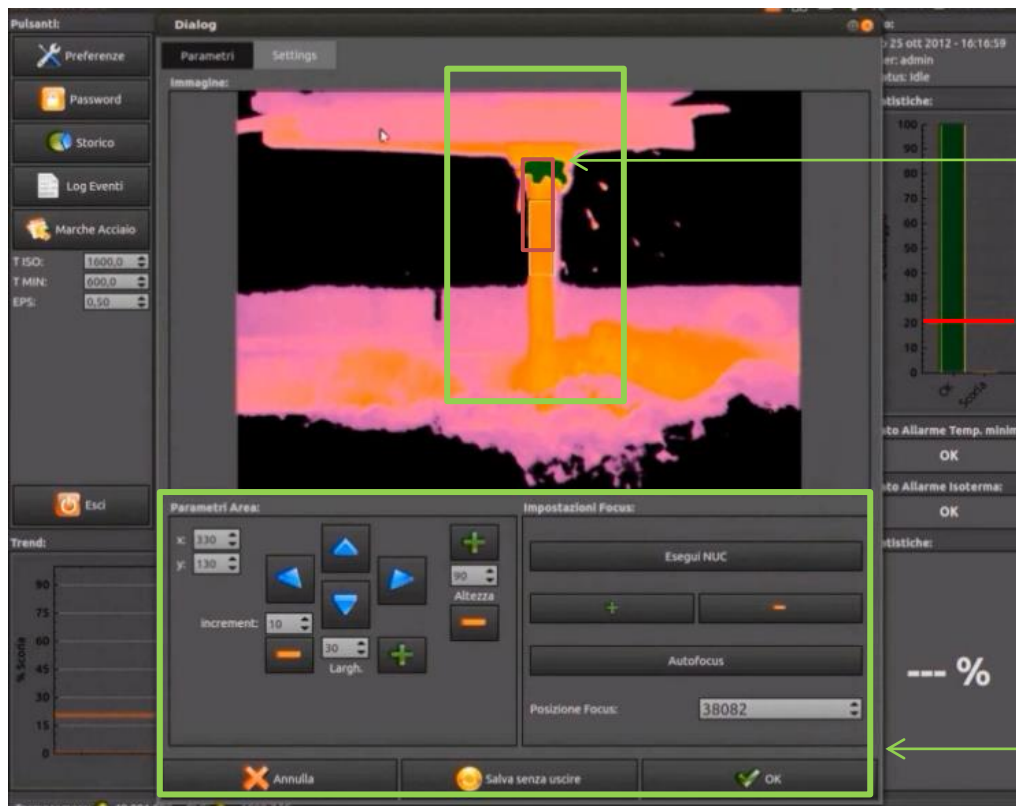 Pulsanti:
Preferenze
Password
Storico
Log Eventi
Marche Acciaio
T ISO: 1600,0
T MIN: 600,0
EPS: 0,50
Esci
Trend:
90
75
60
45
30
15
0
% Scoria
Dialog
Parametri
Settings
Immagine:
Parametri Area:
x: 330
y: 130
increment: 10
30
Largh.
90
Altezza
Impostazioni Focus:
Esegui NUC
Autofocus
Posizione Focus: 38082
Annulla
Salva senza uscire
OK
25 ott 2012 - 16:16:59
er: admin
atus: Idle
atistiche:
100
90
80
70
60
50
40
30
20
10
0
Ok
Scoria
to Allarme Temp. minim
OK
to Allarme Isoterma:
OK
atistiche:
--- %